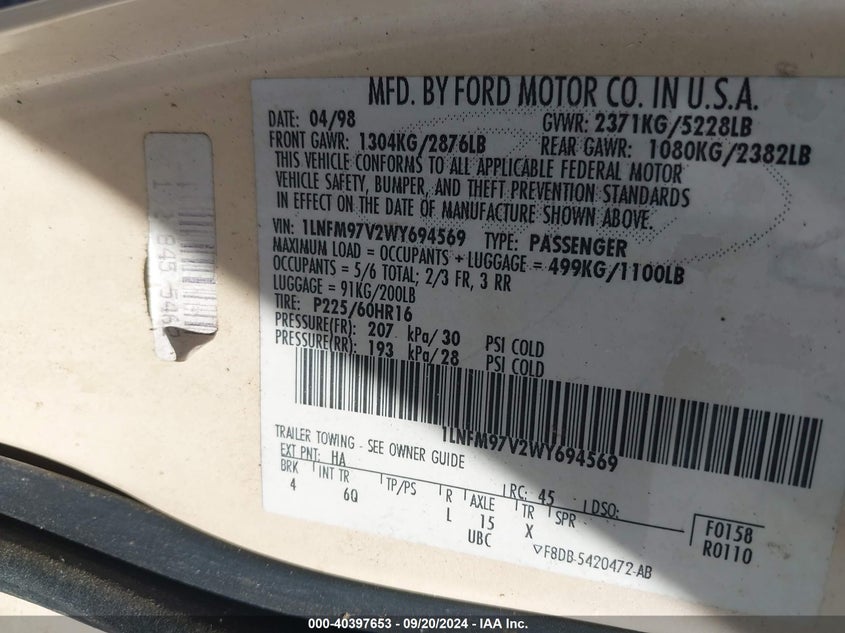 MFD. BY FORD MOTOR CO. IN U.S.A.
DATE: 04/98 GVWR: 2371KG/5228LB
FRONT GAWR: 1304KG/2876LB REAR GAWR: 1080KG/2382LB
THIS VEHICLE CONFORMS TO ALL APPLICABLE FEDERAL MOTOR
VEHICLE SAFETY, BUMPER, AND THEFT PREVENTION STANDARDS
IN EFFECT ON THE DATE OF MANUFACTURE SHOWN ABOVE.
VIN: 1LNFM97V2WY694569 TYPE: PASSENGER
MAXIMUM LOAD = OCCUPANTS + LUGGAGE = 499KG/1100LB
OCCUPANTS = 5/6 TOTAL; 2/3 FR, 3 RR
LUGGAGE = 91KG/200LB
TIRE: P225/60HR16
PRESSURE(FR) 207 kPa/30 PSI COLD
PRESSURE(RR) 193 kPa/28 PSI COLD
1LNFM97V2WY694569
TRAILER TOWING - SEE OWNER GUIDE
EXT PNT: HA RC: 45 DSO:
BRK INT TR TP/PS R AXLE TR SPR
4 6Q L 15 X
UBC
F0158
R0110
▽F8DB-5420472-AB
000-40397653 - 09/20/2024 - IAA Inc.